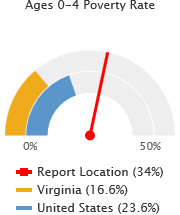 Ages 0-4 Poverty Rate
0% 50%
Report Location (34%)
Virginia (16.6%)
United States (23.6%)